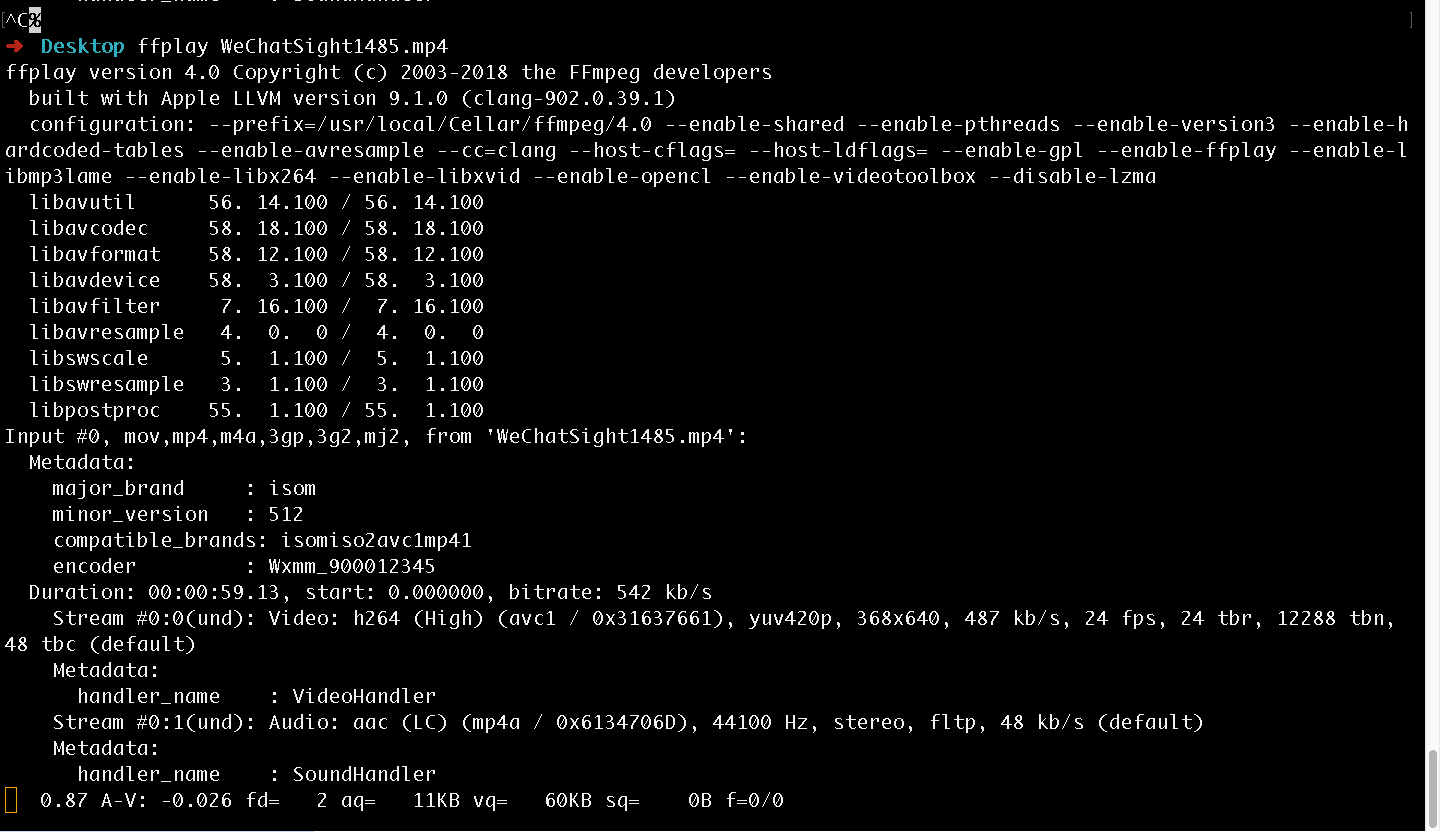 ^C%
➜  Desktop ffplay WeChatSight1485.mp4
ffplay version 4.0 Copyright (c) 2003-2018 the FFmpeg developers
  built with Apple LLVM version 9.1.0 (clang-902.0.39.1)
  configuration: --prefix=/usr/local/Cellar/ffmpeg/4.0 --enable-shared --enable-pthreads --enable-version3 --enable-h
ardcoded-tables --enable-avresample --cc=clang --host-cflags= --host-ldflags= --enable-gpl --enable-ffplay --enable-l
ibmp3lame --enable-libx264 --enable-libxvid --enable-opencl --enable-videotoolbox --disable-lzma
  libavutil      56. 14.100 / 56. 14.100
  libavcodec     58. 18.100 / 58. 18.100
  libavformat    58. 12.100 / 58. 12.100
  libavdevice    58.  3.100 / 58.  3.100
  libavfilter     7. 16.100 /  7. 16.100
  libavresample   4.  0.  0 /  4.  0.  0
  libswscale      5.  1.100 /  5.  1.100
  libswresample   3.  1.100 /  3.  1.100
  libpostproc    55.  1.100 / 55.  1.100
Input #0, mov,mp4,m4a,3gp,3g2,mj2, from 'WeChatSight1485.mp4':
  Metadata:
    major_brand     : isom
    minor_version   : 512
    compatible_brands: isomiso2avc1mp41
    encoder         : Wxmm_900012345
  Duration: 00:00:59.13, start: 0.000000, bitrate: 542 kb/s
    Stream #0:0(und): Video: h264 (High) (avc1 / 0x31637661), yuv420p, 368x640, 487 kb/s, 24 fps, 24 tbr, 12288 tbn,
48 tbc (default)
    Metadata:
      handler_name    : VideoHandler
    Stream #0:1(und): Audio: aac (LC) (mp4a / 0x6134706D), 44100 Hz, stereo, fltp, 48 kb/s (default)
    Metadata:
      handler_name    : SoundHandler
   0.87 A-V: -0.026 fd=   2 aq=   11KB vq=   60KB sq=    0B f=0/0